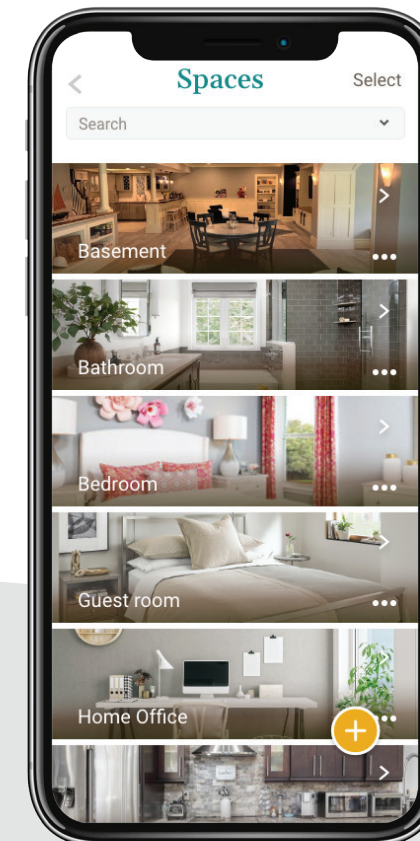 Spaces
Select
Search
Basement
Bathroom
Bedroom
Guest room
Home Office